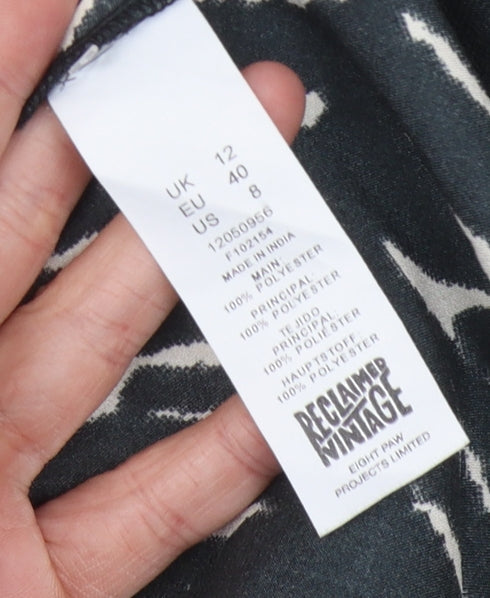 UK 12
EU 40
US 8
12050956
F102154
MADE IN INDIA
MAIN:
100% POLYESTER
PRINCIPAL:
100% POLYESTER
TEJIDO
PRINCIPAL:
100% POLIÉSTER
HAUPTSTOFF:
100% POLYESTER
RECLAIMED
VINTAGE
EIGHT PAW
PROJECTS LIMITED